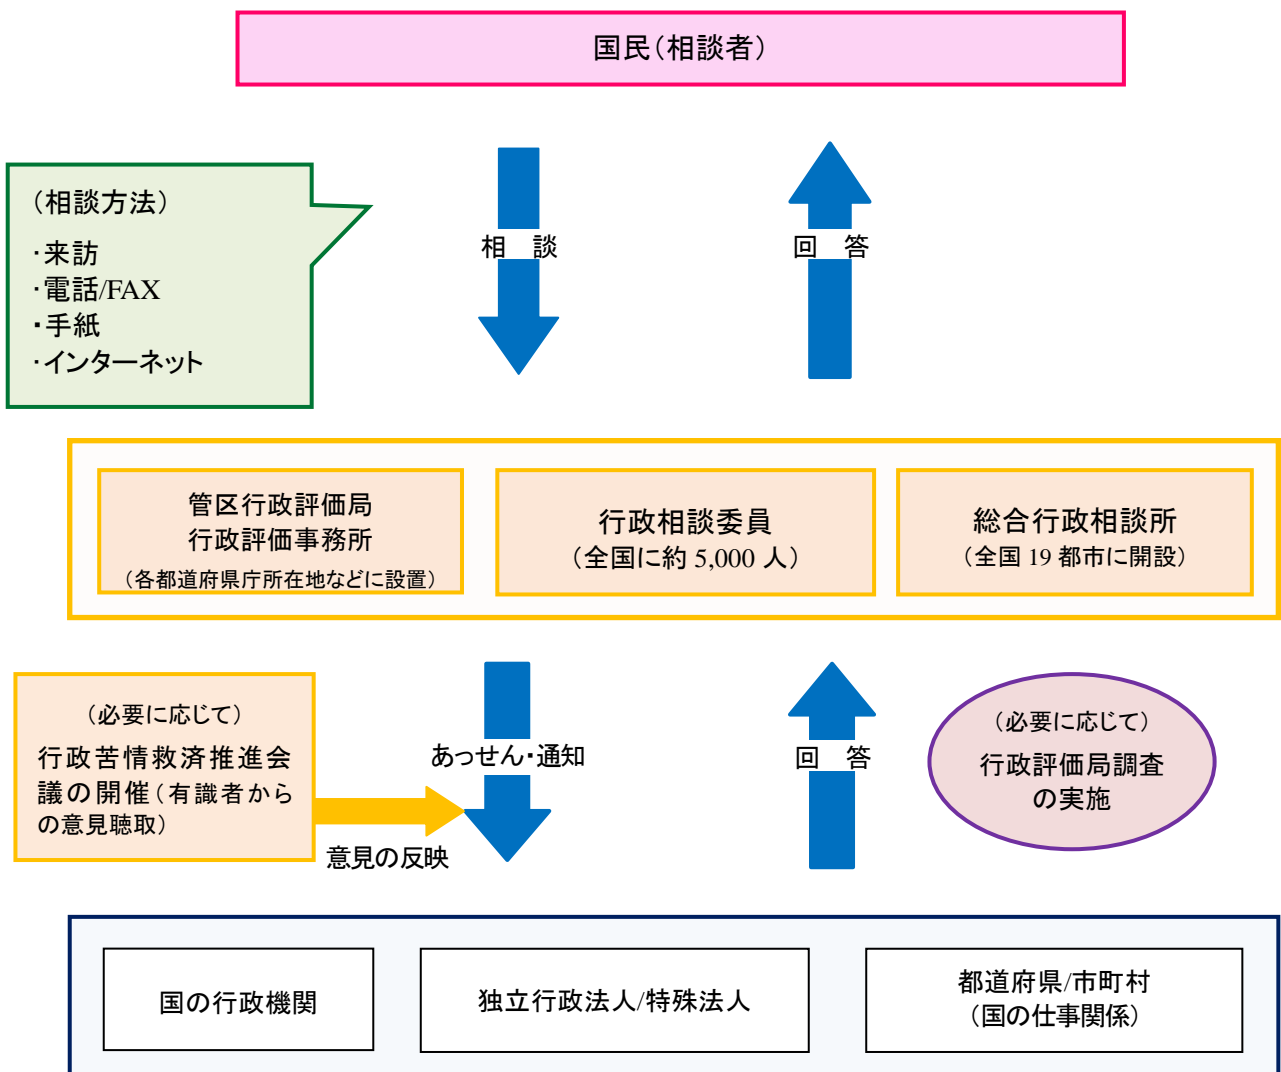 国民（相談者）
（相談方法）
・来訪
・電話/FAX
・手紙
・インターネット
相　談
回　答
管区行政評価局
行政評価事務所
（各都道府県庁所在地などに設置）
行政相談委員
（全国に約 5,000 人）
総合行政相談所
（全国 19 都市に開設）
（必要に応じて）
行政苦情救済推進会
議の開催（有識者から
の意見聴取）
意見の反映
あっせん・通知
回　答
（必要に応じて）
行政評価局調査
の実施
国の行政機関
独立行政法人/特殊法人
都道府県/市町村
（国の仕事関係）